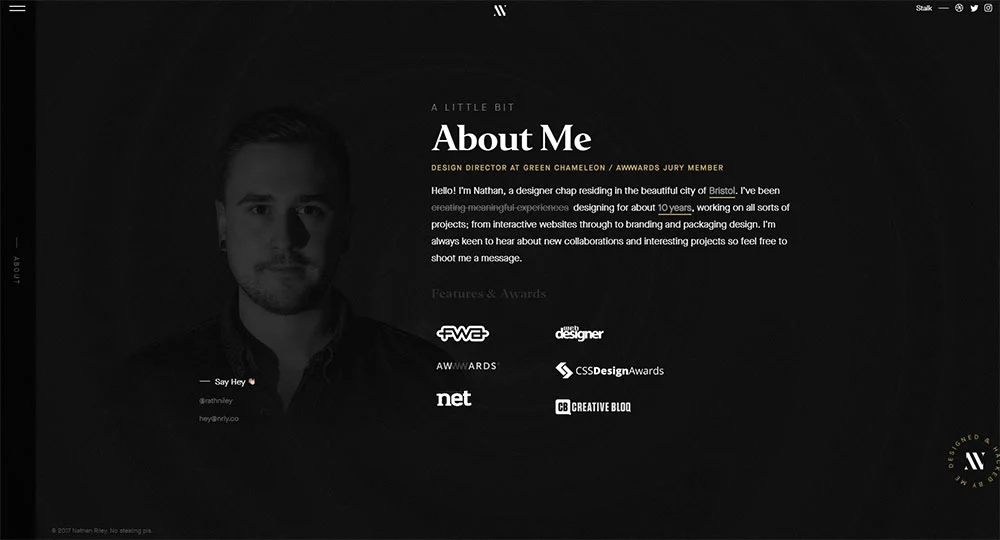 Stalk
A LITTLE BIT
About Me
DESIGN DIRECTOR AT GREEN CHAMELEON / AWWWARDS JURY MEMBER
Hello! I'm Nathan, a designer chap residing in the beautiful city of Bristol. I've been
creating meaningful experiences designing for about 10 years, working on all sorts of
projects; from interactive websites through to branding and packaging design. I'm
always keen to hear about new collaborations and interesting projects so feel free to
shoot me a message.
ABOUT
Features & Awards
FWA
web
designer
AWWWARDS
CSSDesignAwards
net
CB CREATIVE BLOQ
Say Hey 👋🏻
@rathniley
hey@nrly.co
DESIGNED & HACKED BY ME
© 2017 Nathan Riley. No stealing pls.